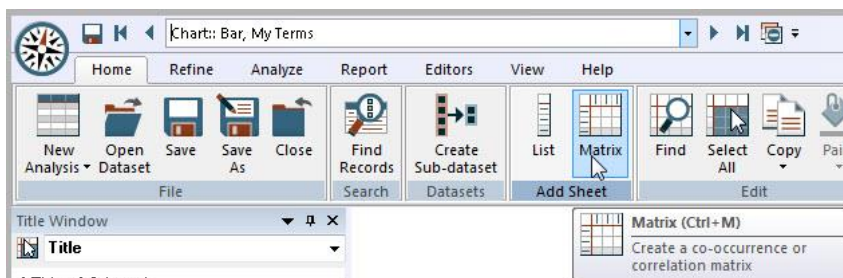 Chart:: Bar, My Terms
Home Refine Analyze Report Editors View Help
New Analysis Open Dataset Save Save As Close Find Records Create Sub-dataset List Matrix Find Select All Copy
File Search Datasets Add Sheet Edit
Title Window
Title
Matrix (Ctrl+M)
Create a co-occurrence or
correlation matrix